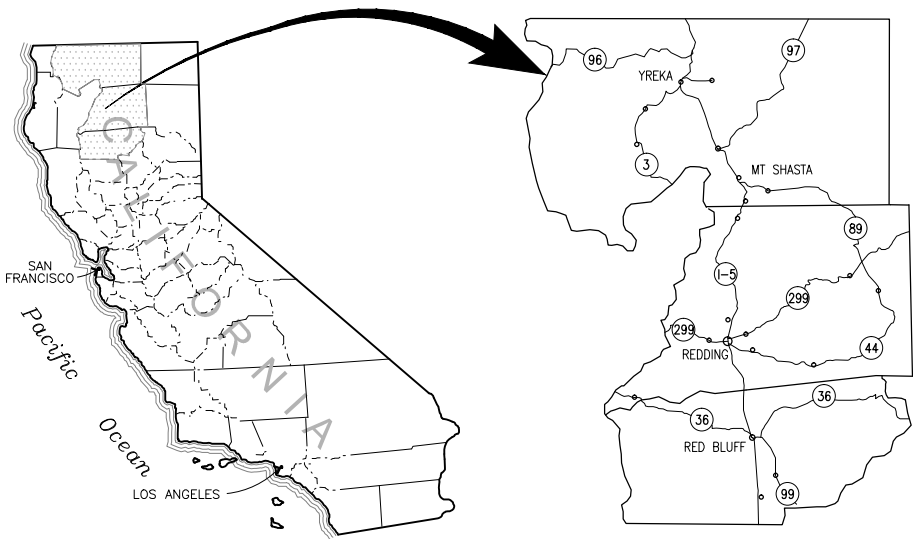 CALIFORNIA
SAN
FRANCISCO
Pacific
Ocean
LOS ANGELES
96
97
YREKA
3
MT SHASTA
89
I-5
299
299
REDDING
44
36
36
RED BLUFF
99